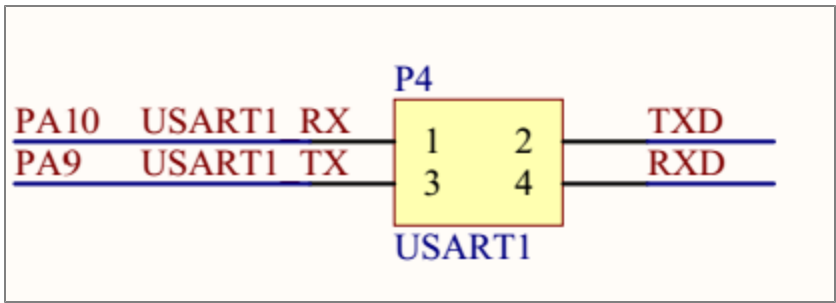 P4
PA10 USART1_RX 1 2 TXD
PA9 USART1_TX 3 4 RXD
USART1